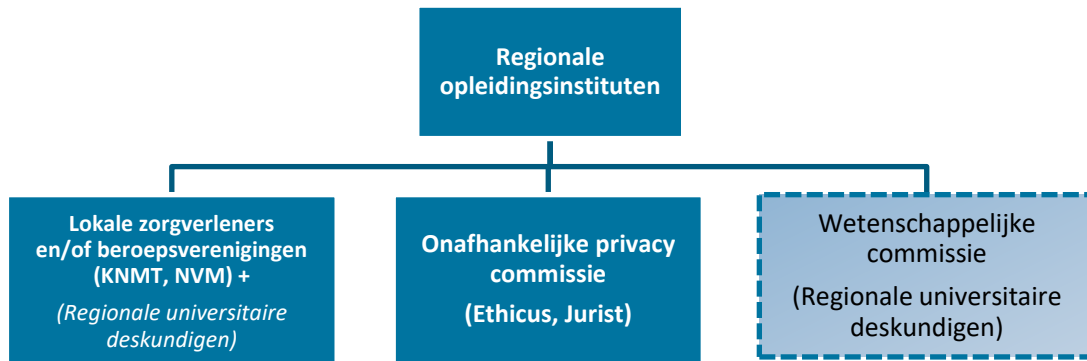 Regionale
opleidingsinstituten
Lokale zorgverleners
en/of beroepsverenigingen
(KNMT, NVM) +
(Regionale universitaire
deskundigen)
Onafhankelijke privacy
commissie
(Ethicus, Jurist)
Wetenschappelijke
commissie
(Regionale universitaire
deskundigen)